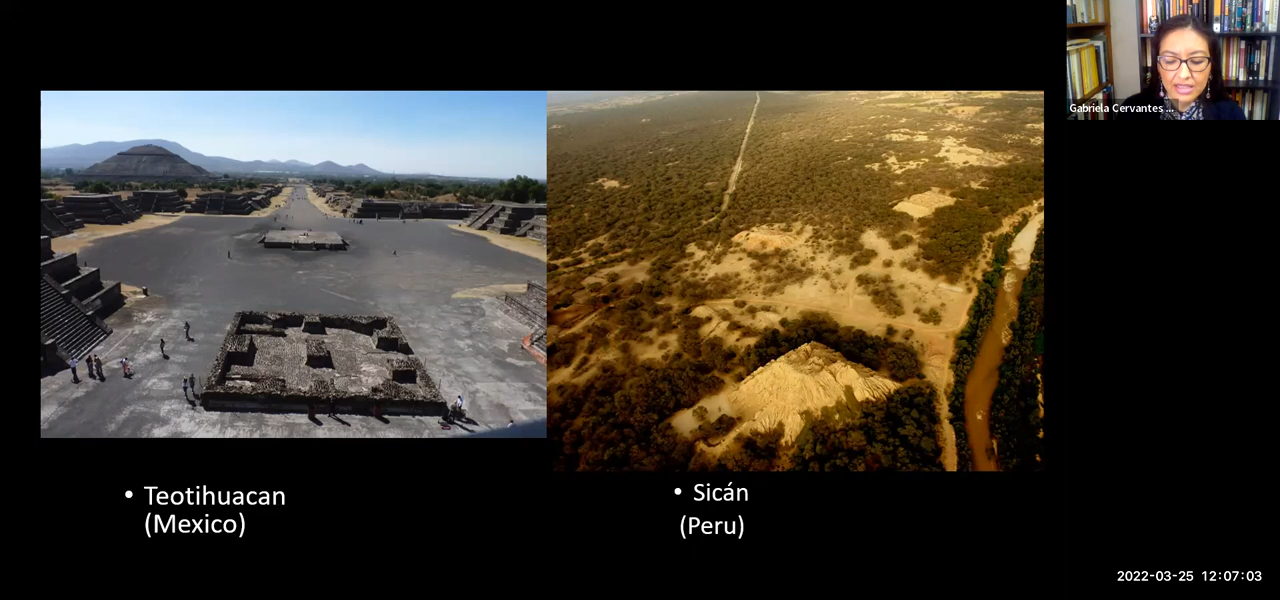 Gabriela Cervantes ...
• Teotihuacan
(Mexico)
• Sicán
(Peru)
2022-03-25 12:07:03